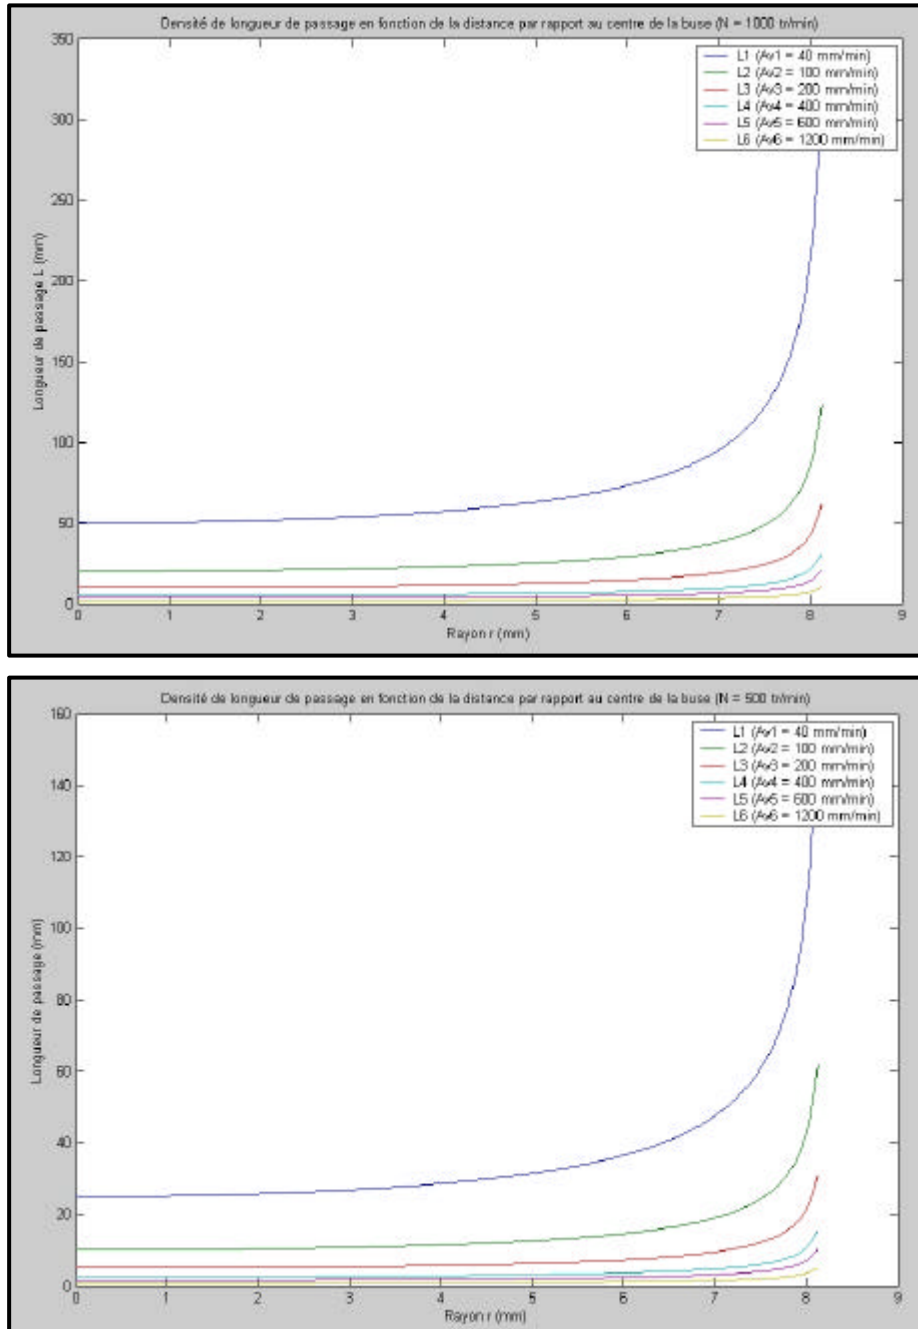 Densité de longueur de passage en fonction de la distance par rapport au centre de la buse (N = 1000 tr/min)
350
L1 (Av1 = 40 mm/min)
L2 (Av2 = 100 mm/min)
L3 (Av3 = 200 mm/min)
L4 (Av4 = 400 mm/min)
L5 (Av5 = 600 mm/min)
L6 (Av6 = 1200 mm/min)
300
250
200
150
100
50
0
Longueur de passage L (mm)
0 1 2 3 4 5 6 7 8 9
Rayon r (mm)
Densité de longueur de passage en fonction de la distance par rapport au centre de la buse (N = 500 tr/min)
160
L1 (Av1 = 40 mm/min)
L2 (Av2 = 100 mm/min)
L3 (Av3 = 200 mm/min)
L4 (Av4 = 400 mm/min)
L5 (Av5 = 600 mm/min)
L6 (Av6 = 1200 mm/min)
140
120
100
80
60
40
20
0
Longueur de passage (mm)
0 1 2 3 4 5 6 7 8 9
Rayon r (mm)